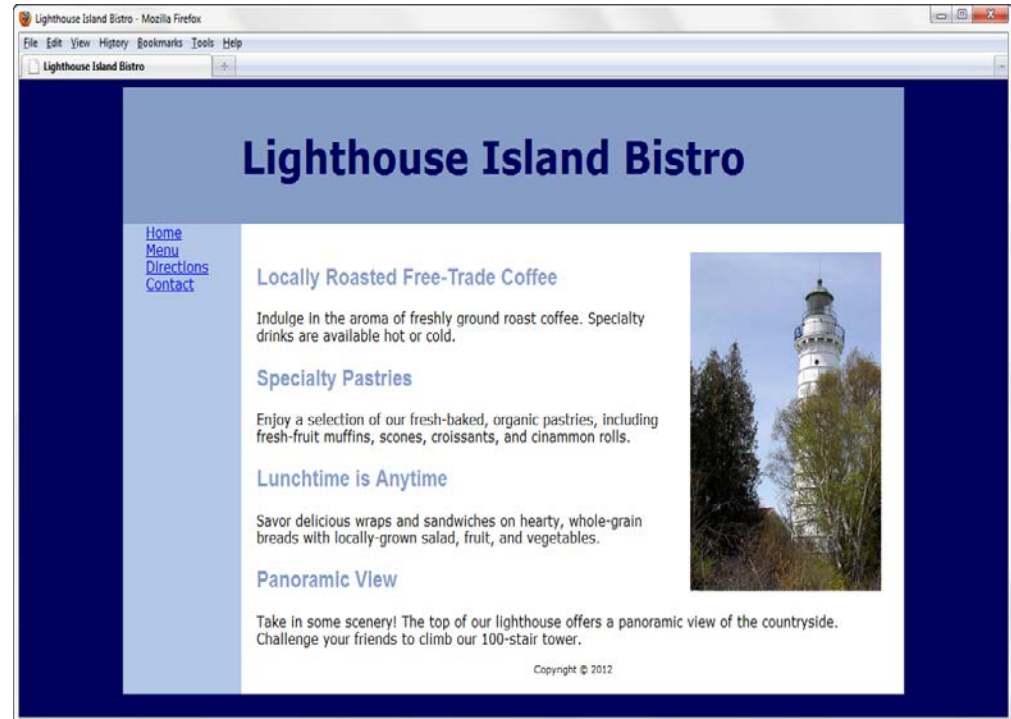 Lighthouse Island Bistro - Mozilla Firefox
File Edit View History Bookmarks Tools Help
Lighthouse Island Bistro
Lighthouse Island Bistro
Home
Menu
Directions
Contact
Locally Roasted Free-Trade Coffee
Indulge in the aroma of freshly ground roast coffee. Specialty
drinks are available hot or cold.
Specialty Pastries
Enjoy a selection of our fresh-baked, organic pastries, including
fresh-fruit muffins, scones, croissants, and cinammon rolls.
Lunchtime is Anytime
Savor delicious wraps and sandwiches on hearty, whole-grain
breads with locally-grown salad, fruit, and vegetables.
Panoramic View
Take in some scenery! The top of our lighthouse offers a panoramic view of the countryside.
Challenge your friends to climb our 100-stair tower.
Copyright © 2012